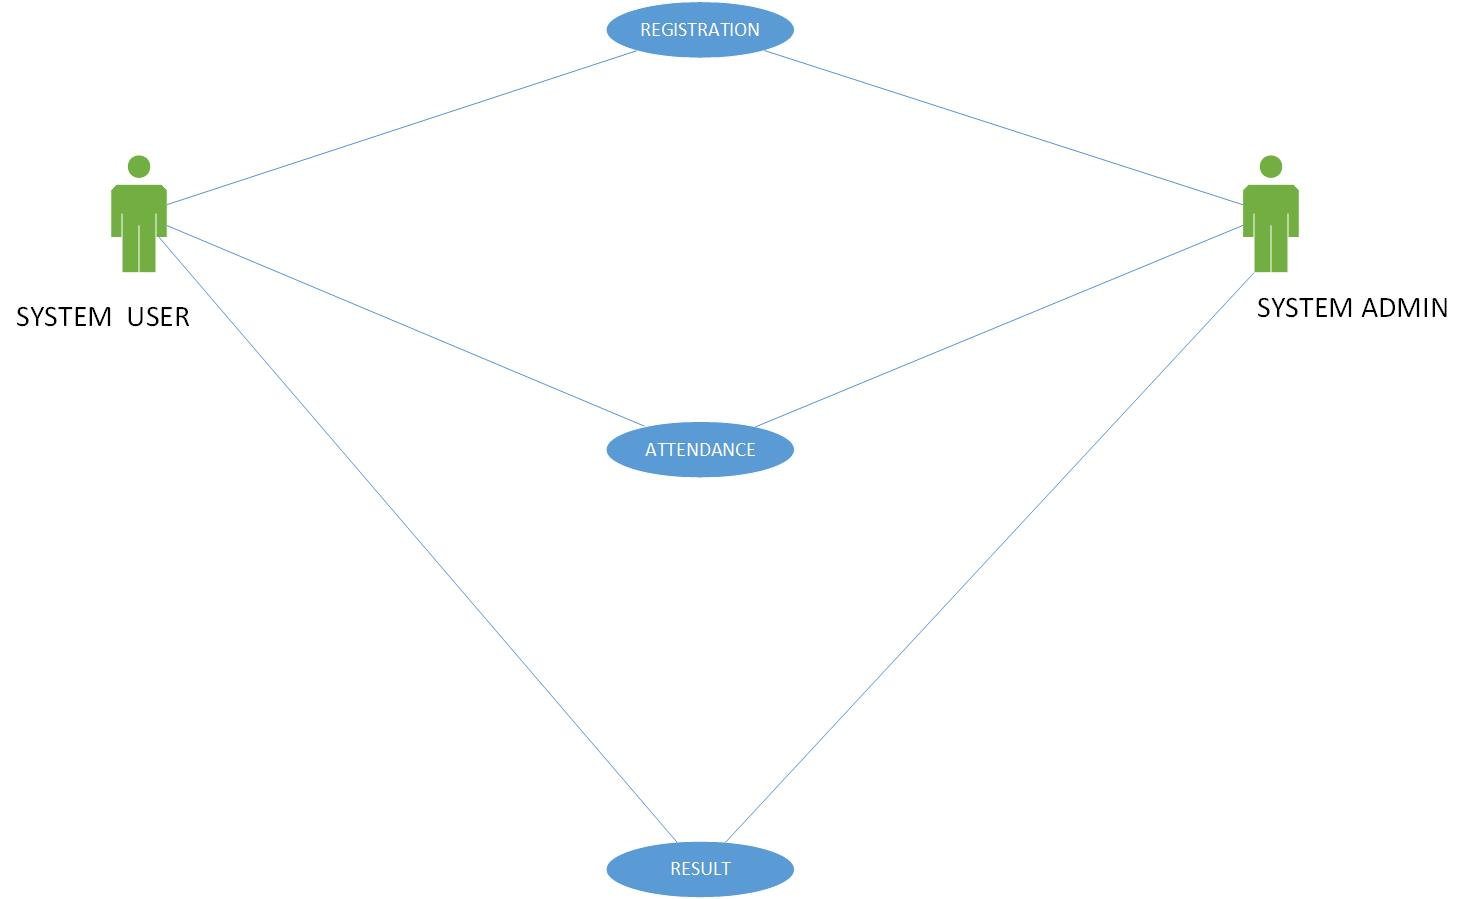 REGISTRATION
SYSTEM  USER
SYSTEM ADMIN
ATTENDANCE
RESULT